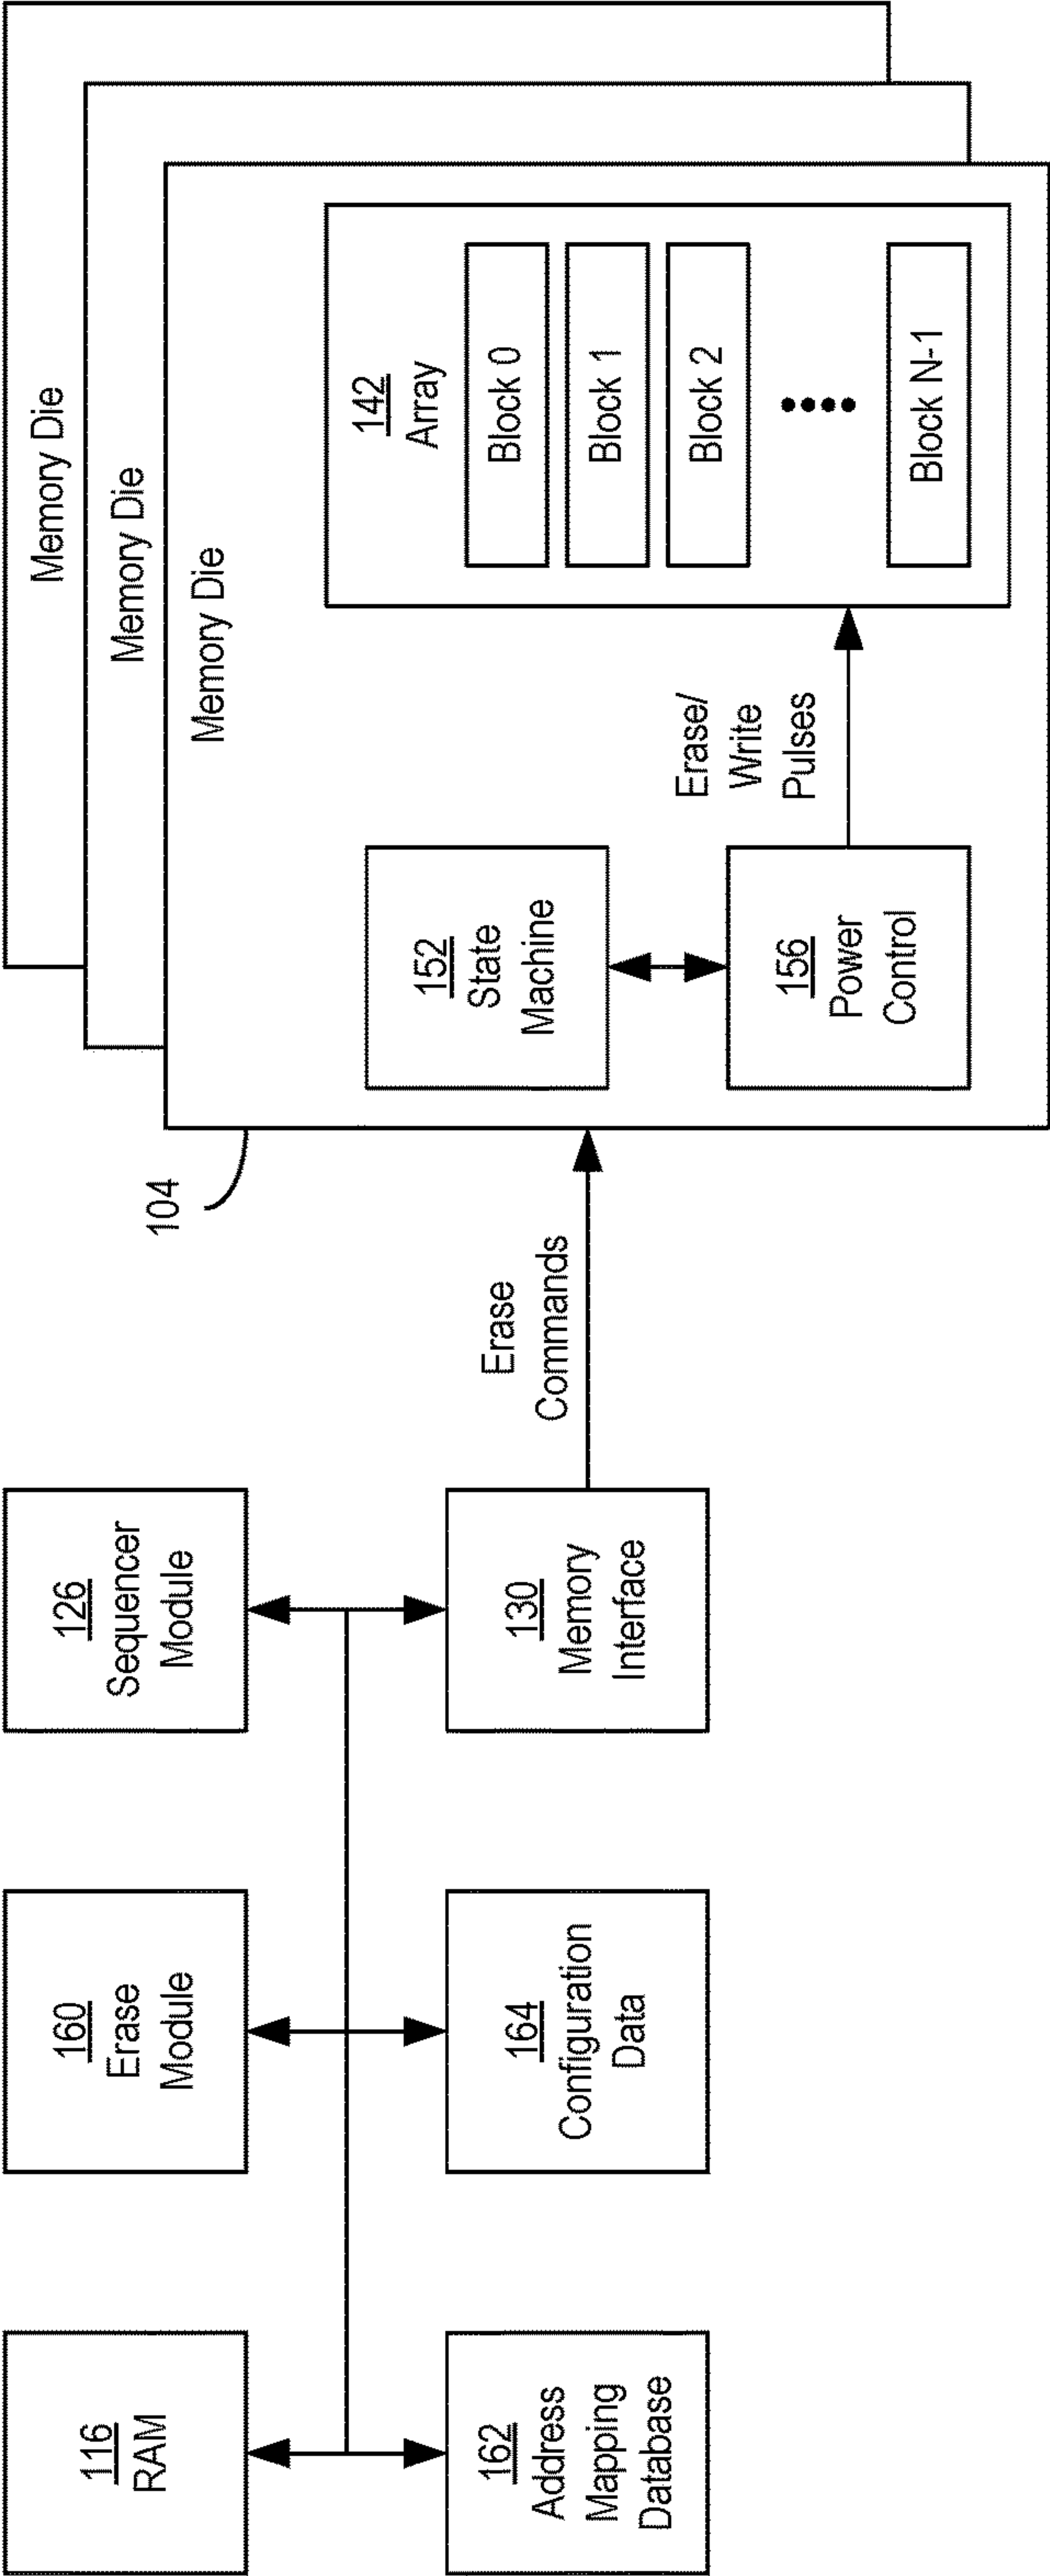 116
RAM
160
Erase
Module
126
Sequencer
Module
162
Address
Mapping
Database
164
Configuration
Data
130
Memory
Interface
Erase
Commands
104
Memory Die
Memory Die
Memory Die
152
State
Machine
156
Power
Control
Erase/
Write
Pulses
142
Array
Block 0
Block 1
Block 2
Block N-1